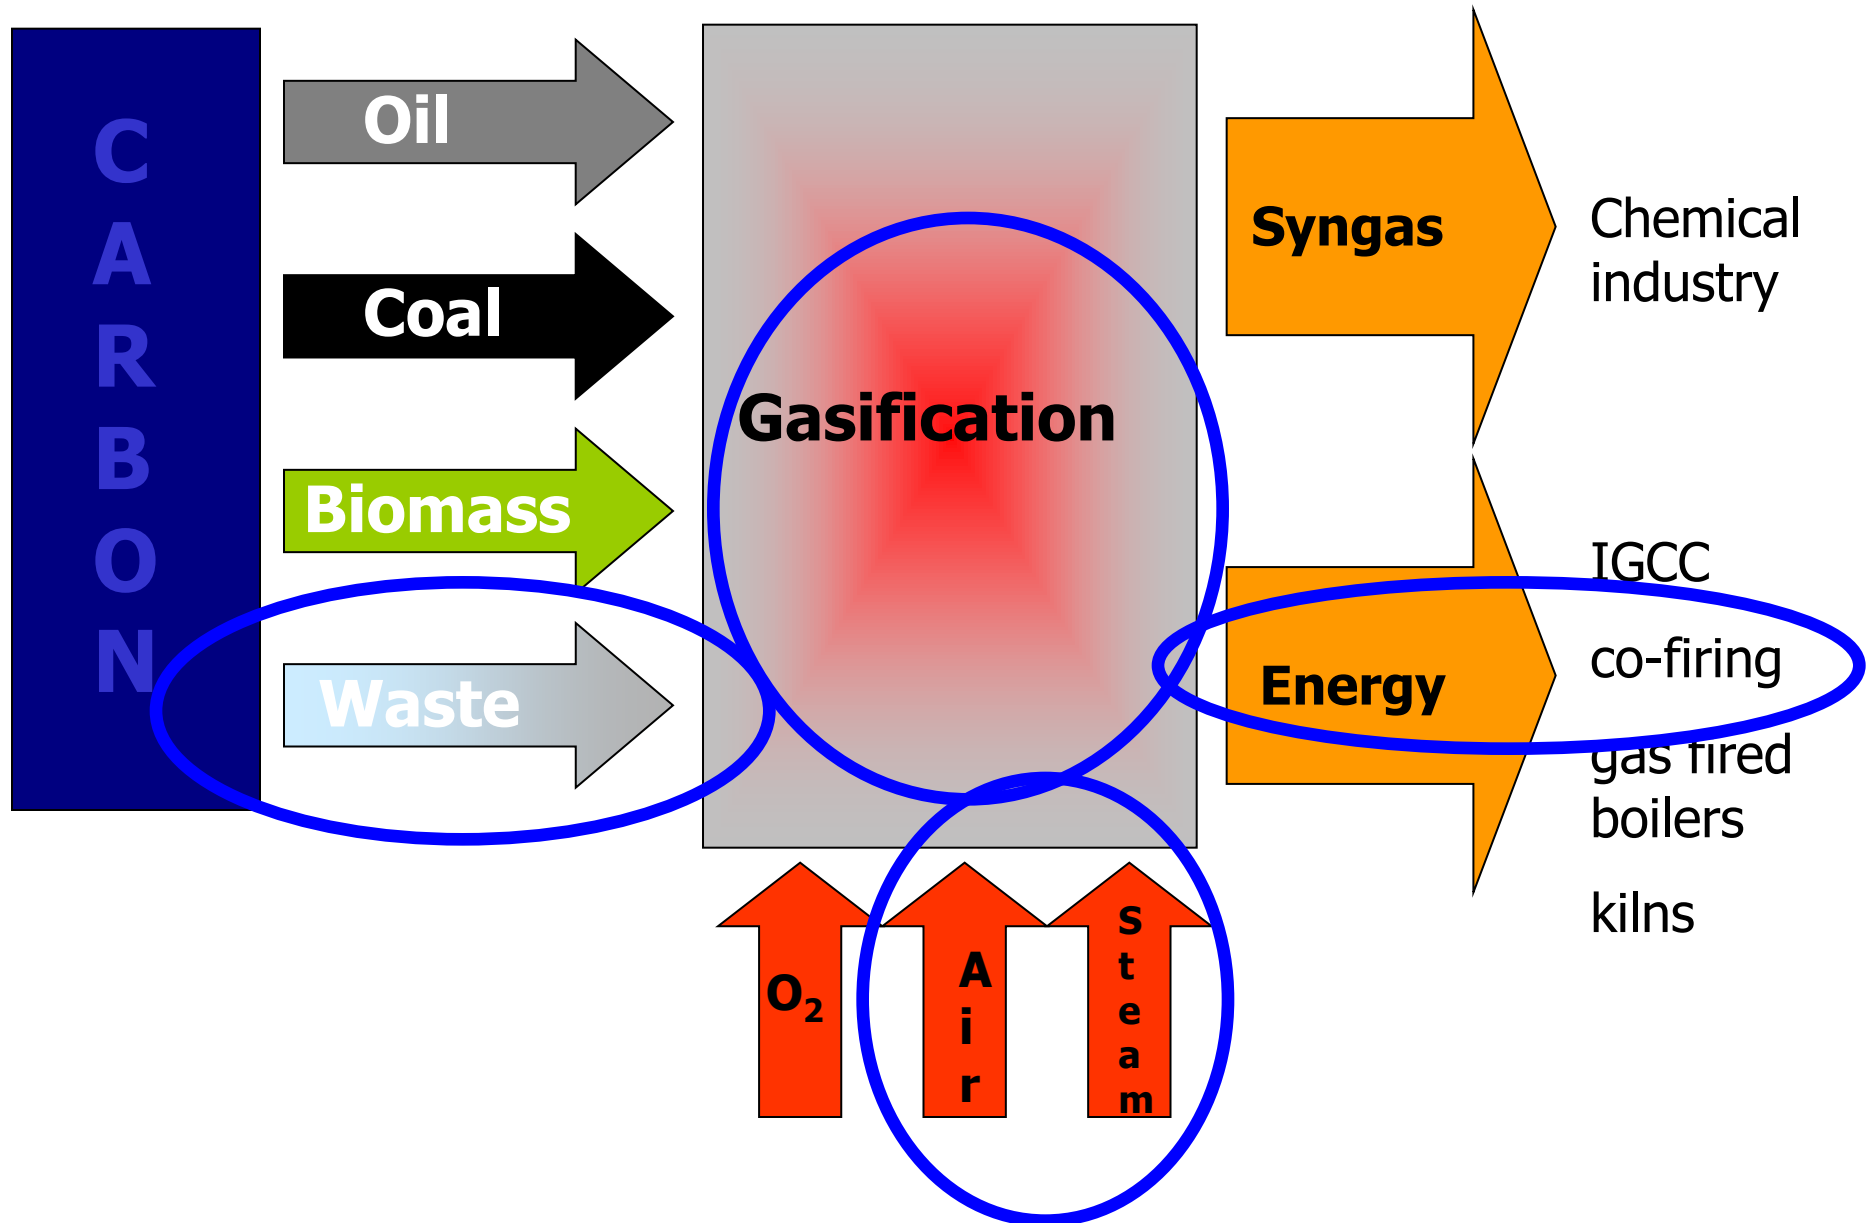 CARBON
Oil
Coal
Biomass
Waste
Gasification
O₂
Air
Steam
Syngas
Energy
Chemical
industry
IGCC
co-firing
gas fired
boilers
kilns